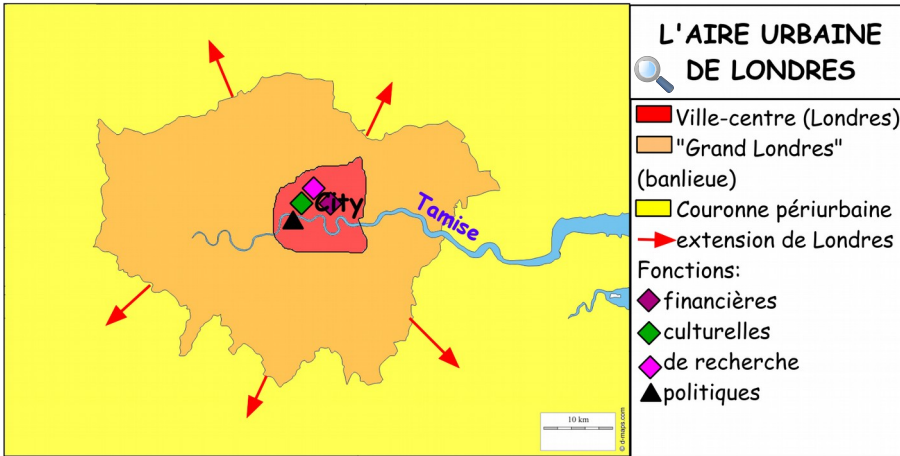 L'AIRE URBAINE
DE LONDRES
Ville-centre (Londres)
"Grand Londres"
(banlieue)
Couronne périurbaine
extension de Londres
Fonctions:
financières
culturelles
de recherche
politiques
City
Tamise
10 km
© d-maps.com